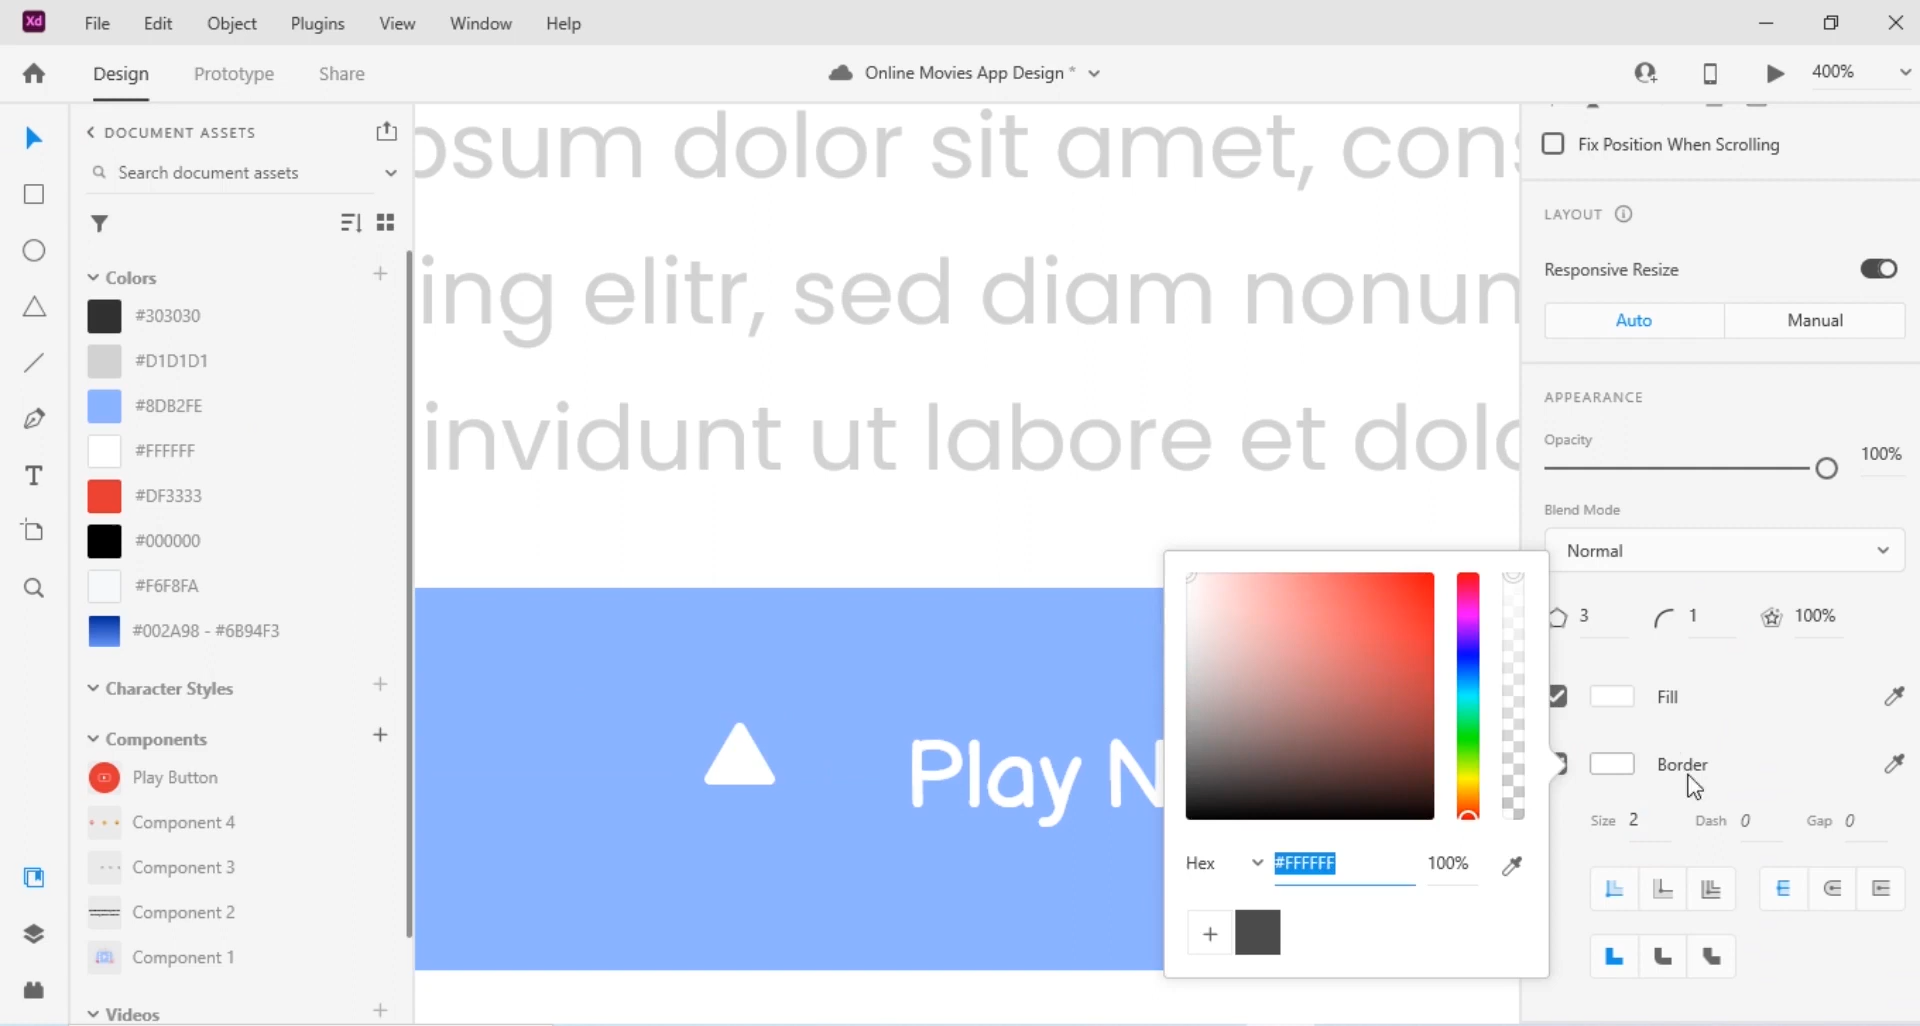 Xd File Edit Object Plugins View Window Help
Design Prototype Share Online Movies App Design * 400%
DOCUMENT ASSETS
Search document assets
Colors
#303030
#D1D1D1
#8DB2FE
#FFFFFF
#DF3333
#000000
#F6F8FA
#002A98 - #6B94F3
Character Styles
Components
Play Button
Component 4
Component 3
Component 2
Component 1
Videos
psum dolor sit amet, cons
ing elitr, sed diam nonum
invidunt ut labore et dolo
Play N
Hex #FFFFFF 100%
Fix Position When Scrolling
LAYOUT
Responsive Resize
Auto Manual
APPEARANCE
Opacity
100%
Blend Mode
Normal
3 1 100%
Fill
Border
Size 2 Dash 0 Gap 0